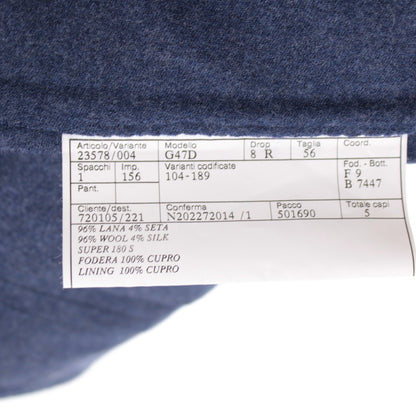 Articolo/Variante Modello Drop Taglia Coord.
23578/004 G47D 8 R 56
Spacchi Imp. Varianti codificate Fod. - Bott.
1 156 104-189 F 9
Pant. B 7447
Cliente/dest. Conferma Pacco Totale capi
720105/221 N202272014 /1 501690 5
96% LANA 4% SETA
96% WOOL 4% SILK
SUPER 180 S
FODERA 100% CUPRO
LINING 100% CUPRO